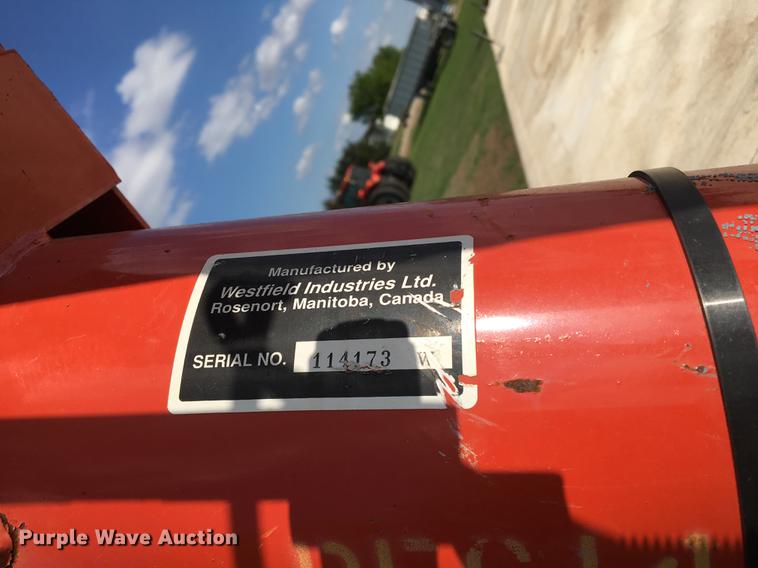 Manufactured by
Westfield Industries Ltd.
Rosenort, Manitoba, Canada
SERIAL NO. 114173
Purple Wave Auction